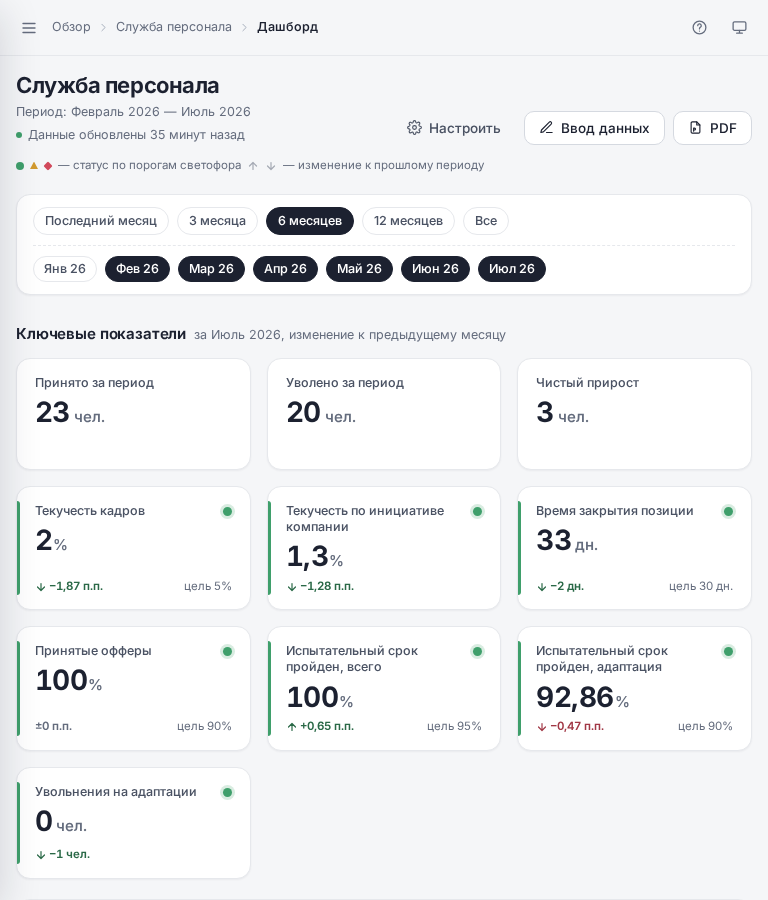 Обзор > Служба персонала > Дашборд
Служба персонала
Период: Февраль 2026 — Июль 2026
Данные обновлены 35 минут назад
Настроить
Ввод данных
PDF
— статус по порогам светофора ↑ ↓ — изменение к прошлому периоду
Последний месяц
3 месяца
6 месяцев
12 месяцев
Все
Янв 26
Фев 26
Мар 26
Апр 26
Май 26
Июн 26
Июл 26
Ключевые показатели за Июль 2026, изменение к предыдущему месяцу
Принято за период
23 чел.
Уволено за период
20 чел.
Чистый прирост
3 чел.
Текучесть кадров
2%
↓ −1,87 п.п.
цель 5%
Текучесть по инициативе
компании
1,3%
↓ −1,28 п.п.
Время закрытия позиции
33 дн.
↓ −2 дн.
цель 30 дн.
Принятые офферы
100%
±0 п.п.
цель 90%
Испытательный срок
пройден, всего
100%
↑ +0,65 п.п.
цель 95%
Испытательный срок
пройден, адаптация
92,86%
↓ −0,47 п.п.
цель 90%
Увольнения на адаптации
0 чел.
↓ −1 чел.